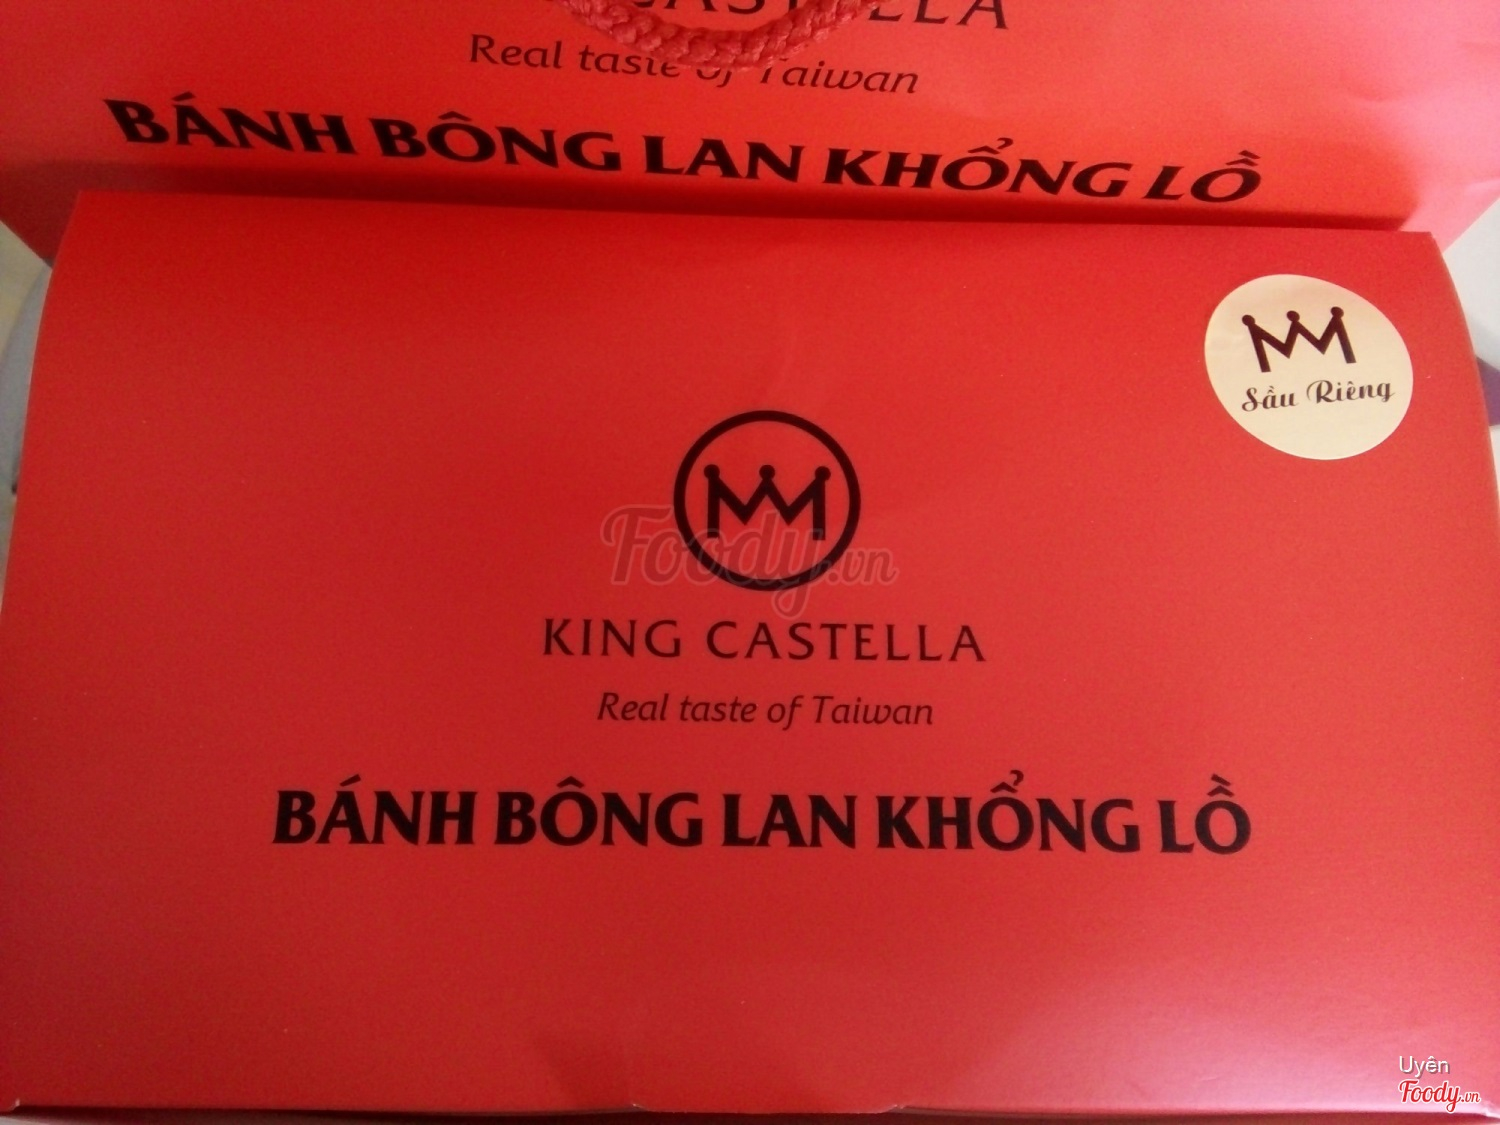 Real taste of Taiwan
BÁNH BÔNG LAN KHỔNG LỒ
Sầu Riêng
Foody.vn
KING CASTELLA
Real taste of Taiwan
BÁNH BÔNG LAN KHỔNG LỒ
Uyên
Foody.vn